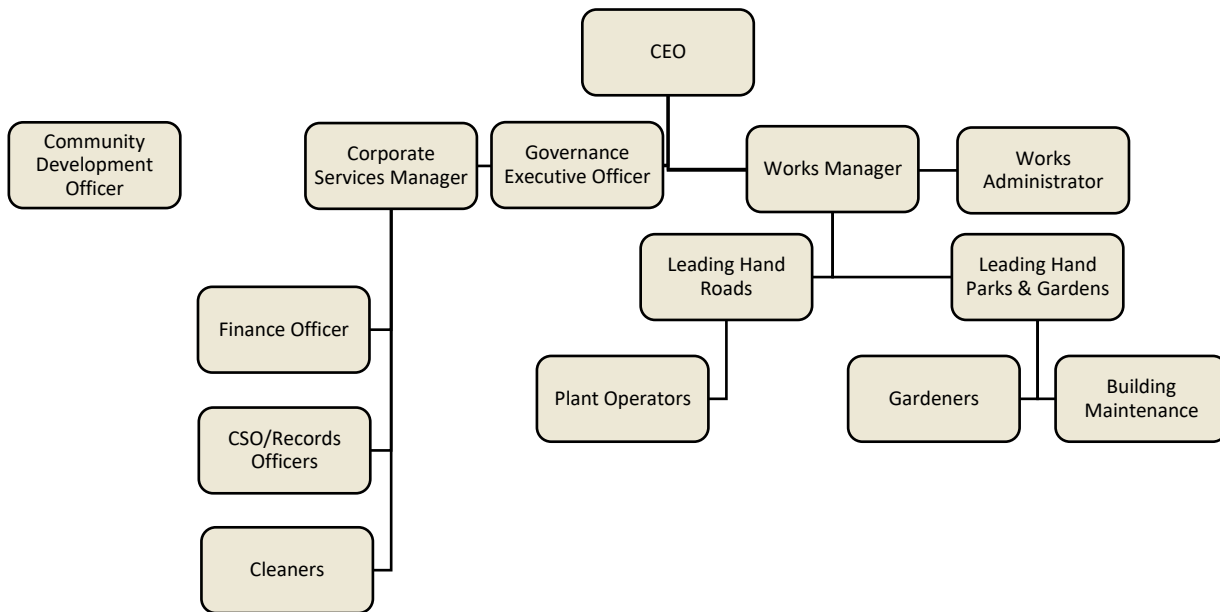 CEO
Community
Development
Officer
Corporate
Services Manager
Governance
Executive Officer
Works Manager
Works
Administrator
Leading Hand
Roads
Leading Hand
Parks & Gardens
Finance Officer
Plant Operators
Gardeners
Building
Maintenance
CSO/Records
Officers
Cleaners